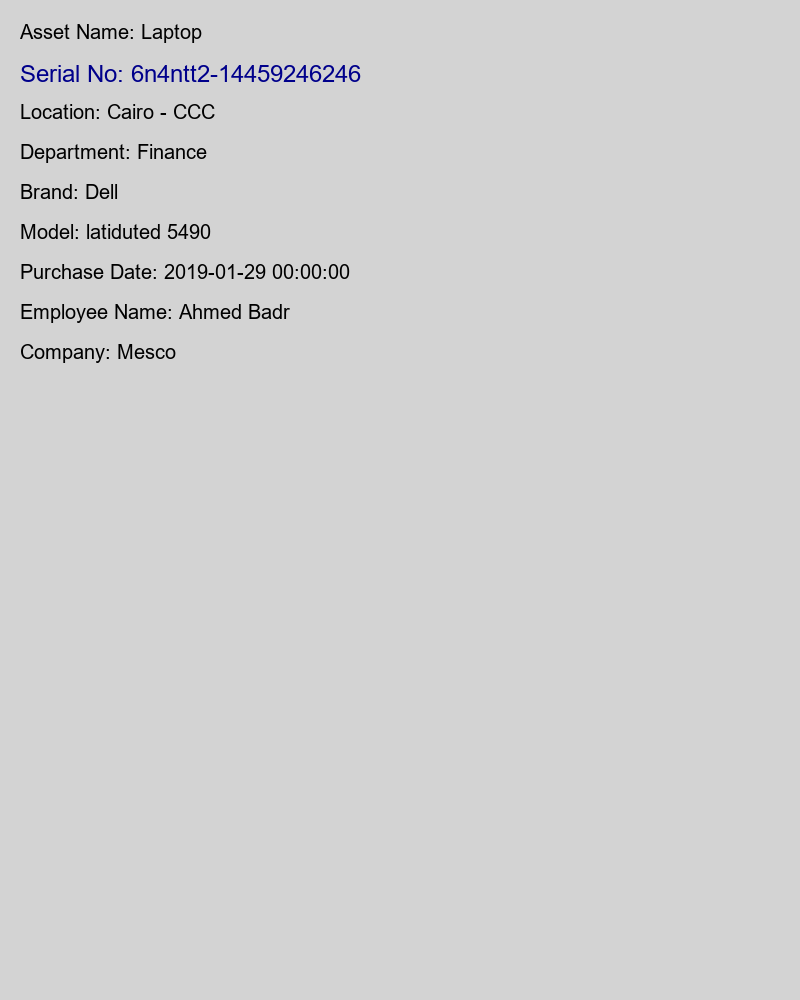 Asset Name: Laptop
Serial No: 6n4ntt2-14459246246
Location: Cairo - CCC
Department: Finance
Brand: Dell
Model: latiduted 5490
Purchase Date: 2019-01-29 00:00:00
Employee Name: Ahmed Badr
Company: Mesco